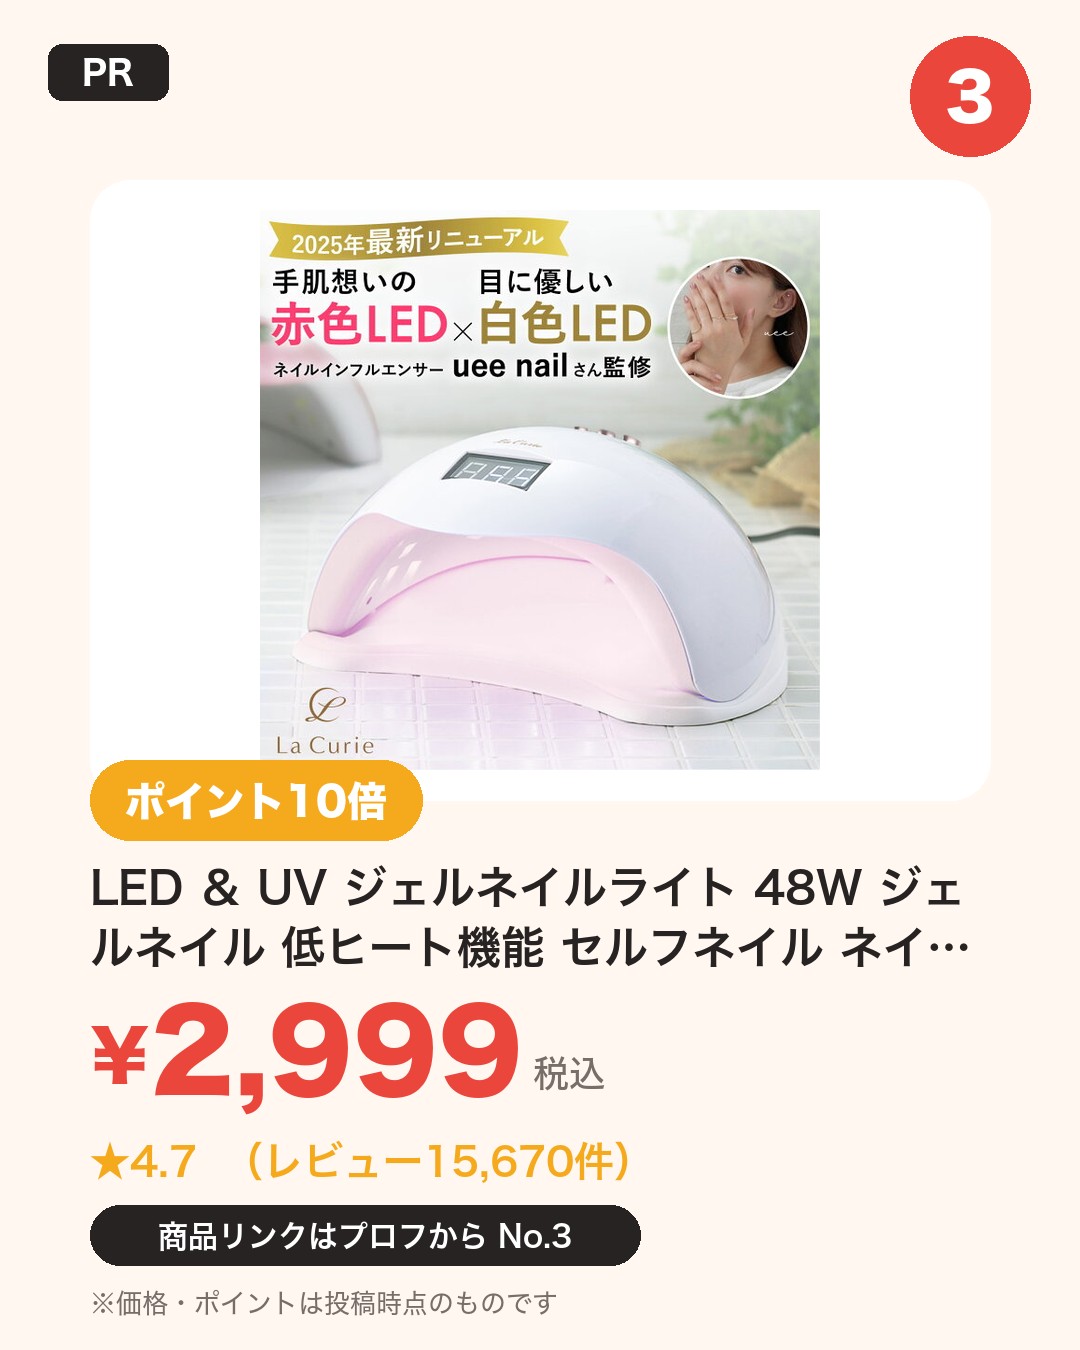 PR
3
2025年最新リニューアル
手肌想いの 目に優しい
赤色LED×白色LED
ネイルインフルエンサー uee nailさん監修
uee
La Curie
La Curie
ポイント10倍
LED & UV ジェルネイルライト 48W ジェ
ルネイル 低ヒート機能 セルフネイル ネイ…
¥2,999 税込
★4.7 （レビュー15,670件）
商品リンクはプロフから No.3
※価格・ポイントは投稿時点のものです